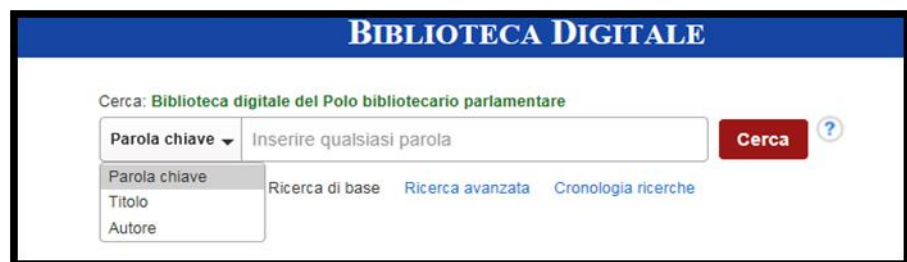 BIBLIOTECA DIGITALE
Cerca: Biblioteca digitale del Polo bibliotecario parlamentare
Parola chiave Inserire qualsiasi parola Cerca ?
Parola chiave
Ricerca di base Ricerca avanzata Cronologia ricerche
Titolo
Autore